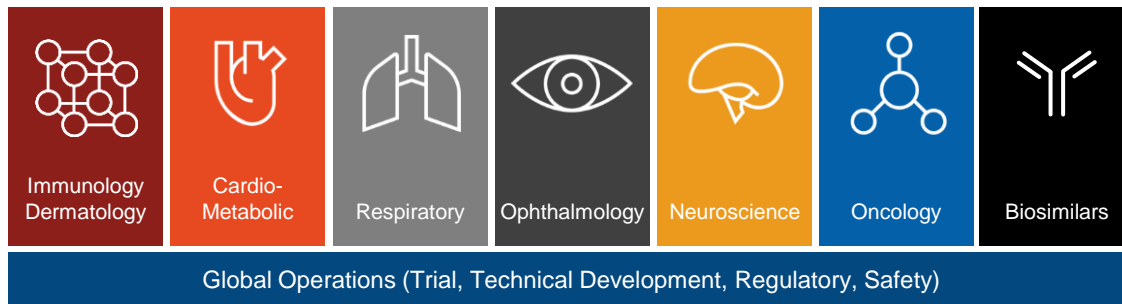 Immunology
Dermatology
Cardio-
Metabolic
Respiratory
Ophthalmology
Neuroscience
Oncology
Biosimilars
Global Operations (Trial, Technical Development, Regulatory, Safety)